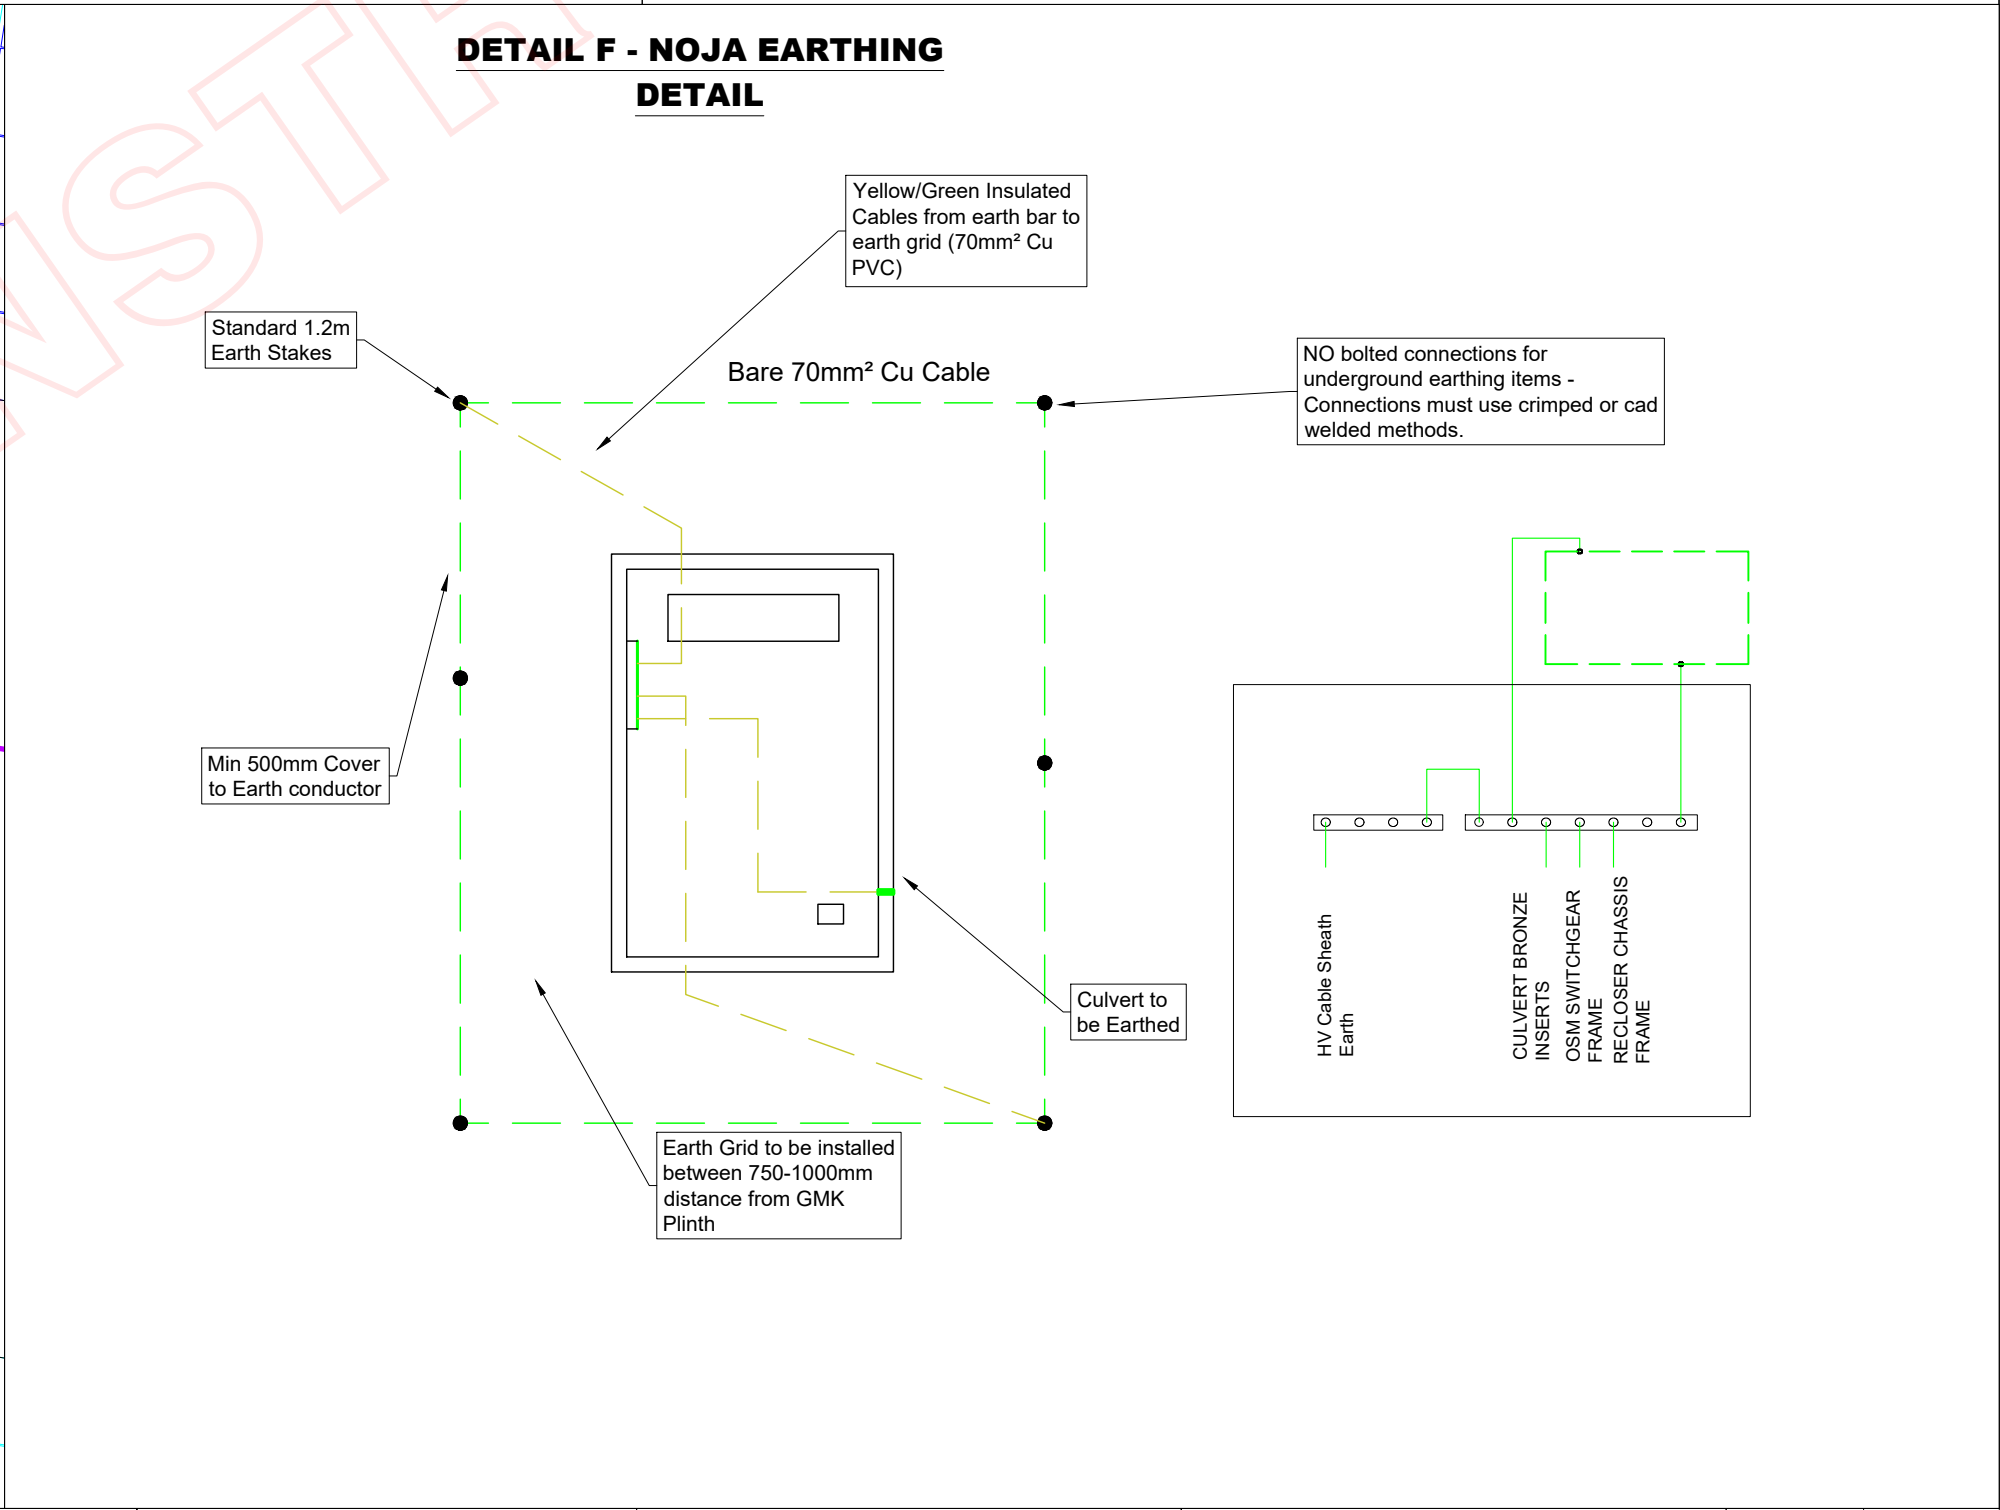 DETAIL F - NOJA EARTHING
DETAIL
Yellow/Green Insulated
Cables from earth bar to
earth grid (70mm² Cu
PVC)
Standard 1.2m
Earth Stakes
Bare 70mm² Cu Cable
NO bolted connections for
underground earthing items -
Connections must use crimped or cad
welded methods.
Min 500mm Cover
to Earth conductor
Culvert to
be Earthed
Earth Grid to be installed
between 750-1000mm
distance from GMK
Plinth
HV Cable Sheath
Earth
CULVERT BRONZE
INSERTS
OSM SWITCHGEAR
FRAME
RECLOSER CHASSIS
FRAME
NSTR